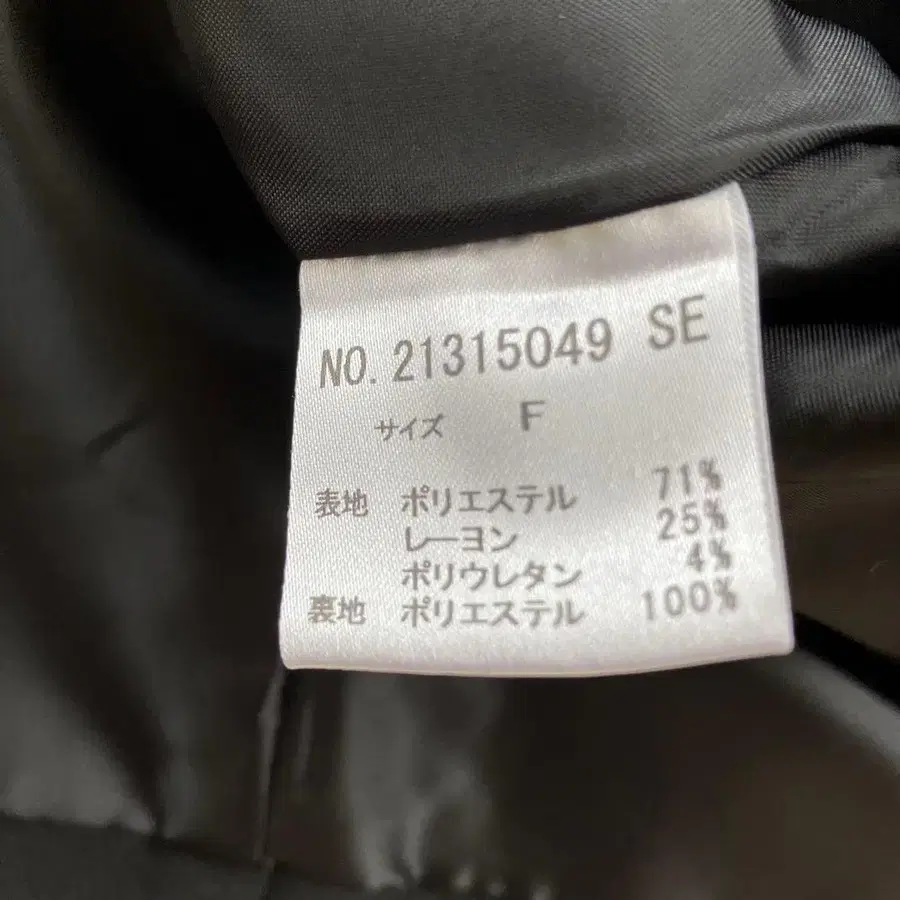 NO. 21315049 SE
サイズ F
表地 ポリエステル 71%
レーヨン 25%
ポリウレタン 4%
裏地 ポリエステル 100%